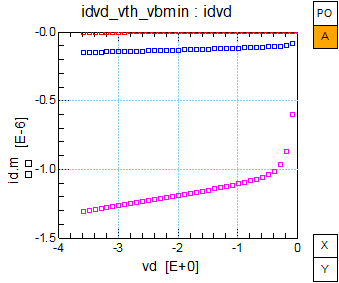 idvd_vth_vbmin : idvd
PO
A
-0.0
-0.5
-1.0
-1.5
id.m [E-6]
-4
-3
-2
-1
0
vd [E+0]
X
Y